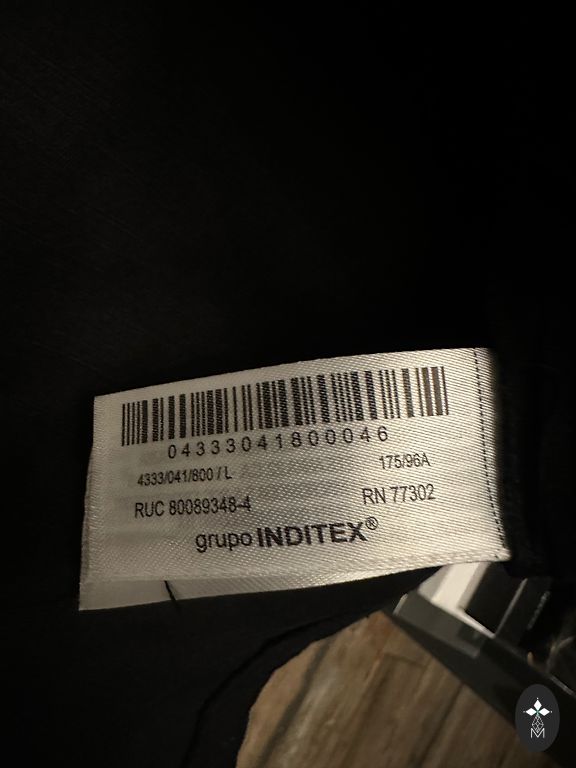 04333041800046
4333/041/800 / L 175/96A
RUC 80089348-4 RN 77302
grupo INDITEX®
M